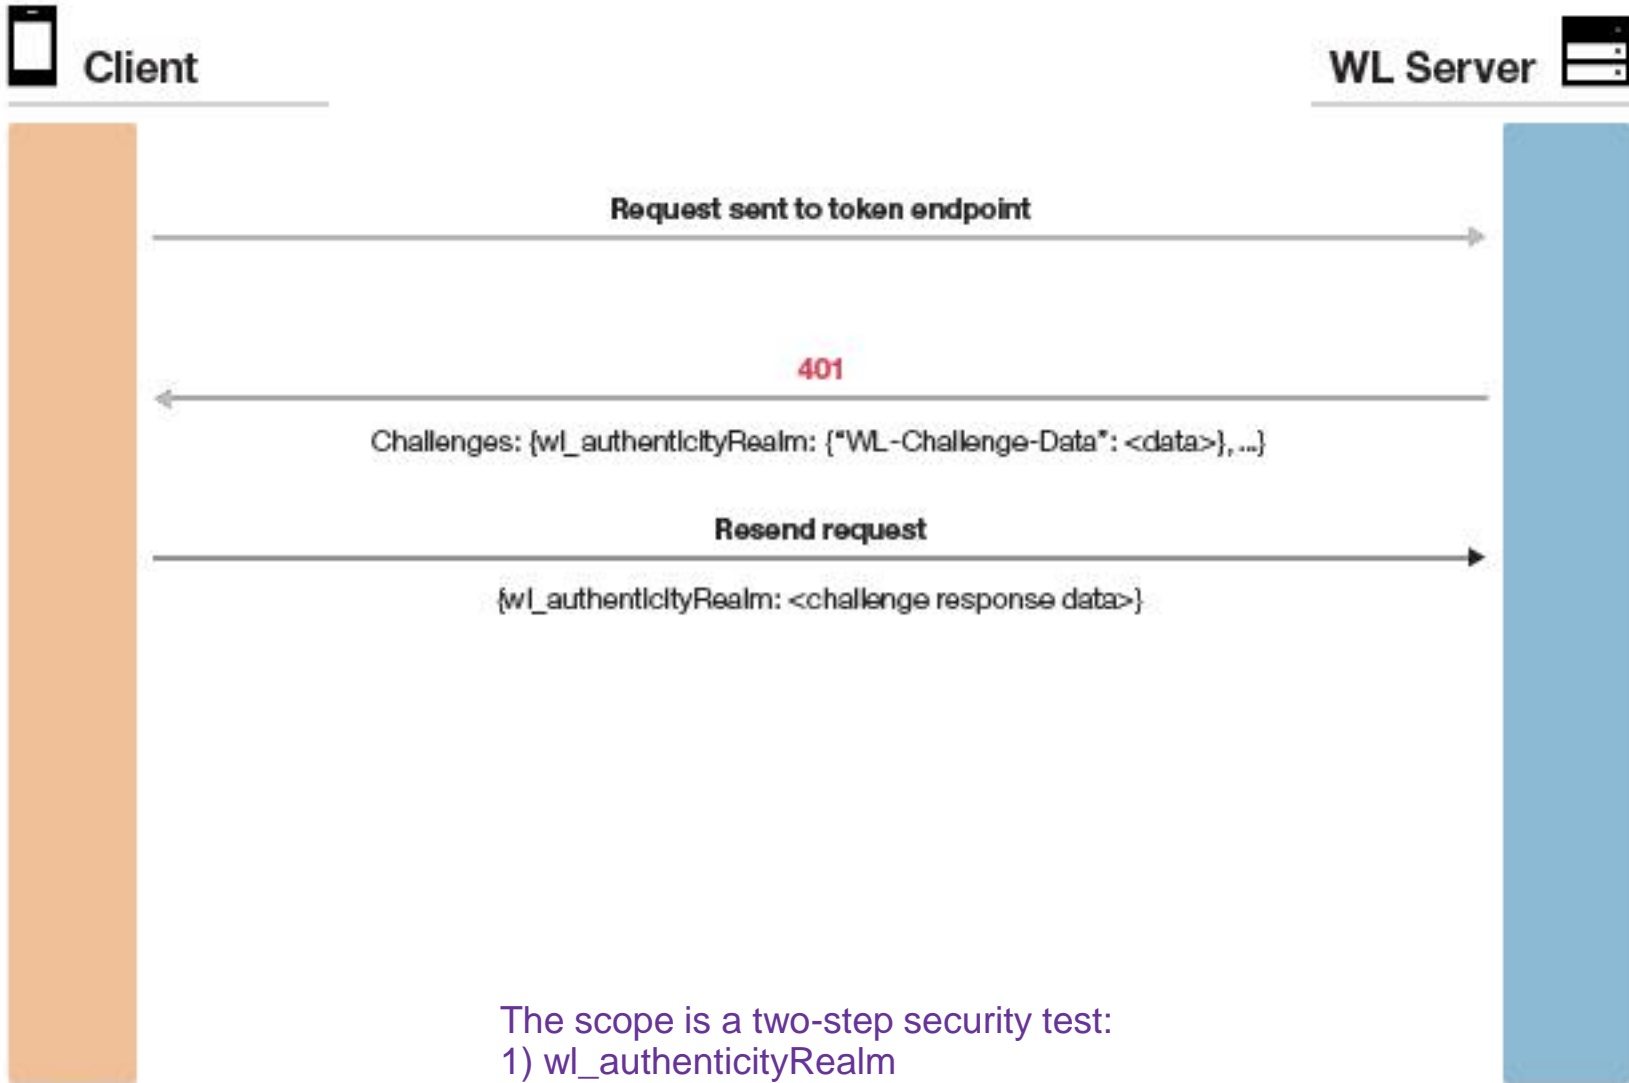 Client
WL Server
Request sent to token endpoint
401
Challenges: {wl_authenticityRealm: {"WL-Challenge-Data": <data>}, ...}
Resend request
{wl_authenticityRealm: <challenge response data>}
The scope is a two-step security test:
1) wl_authenticityRealm